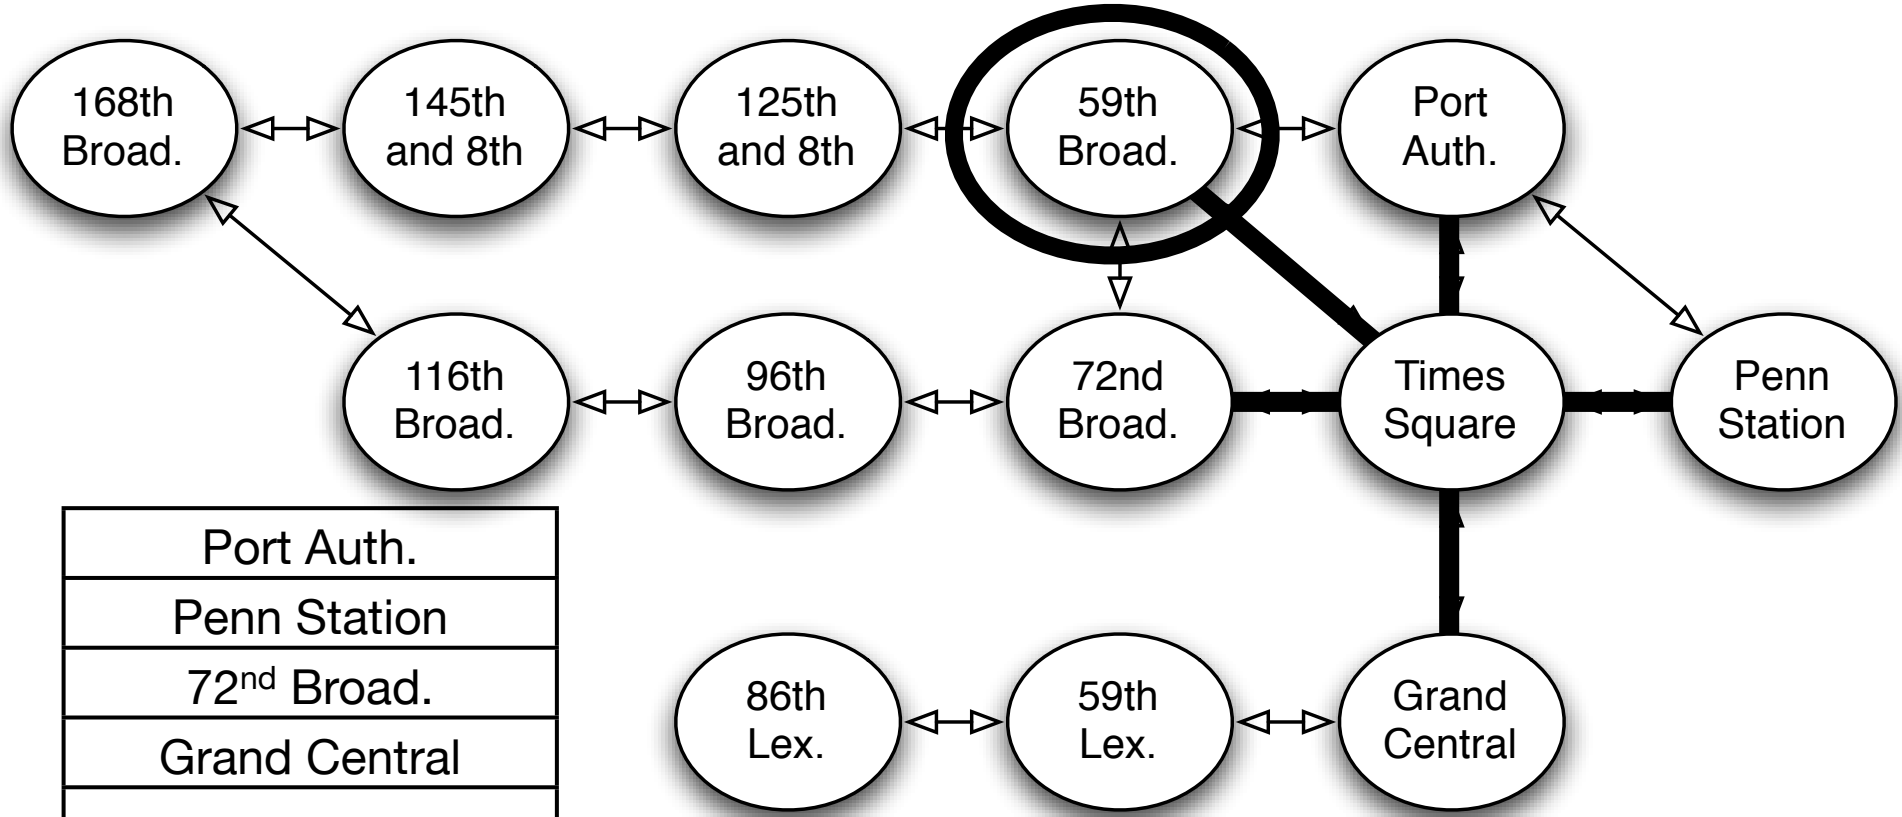 168th
Broad.
145th
and 8th
125th
and 8th
59th
Broad.
Port
Auth.
116th
Broad.
96th
Broad.
72nd
Broad.
Times
Square
Penn
Station
Port Auth.
Penn Station
72nd Broad.
Grand Central
86th
Lex.
59th
Lex.
Grand
Central